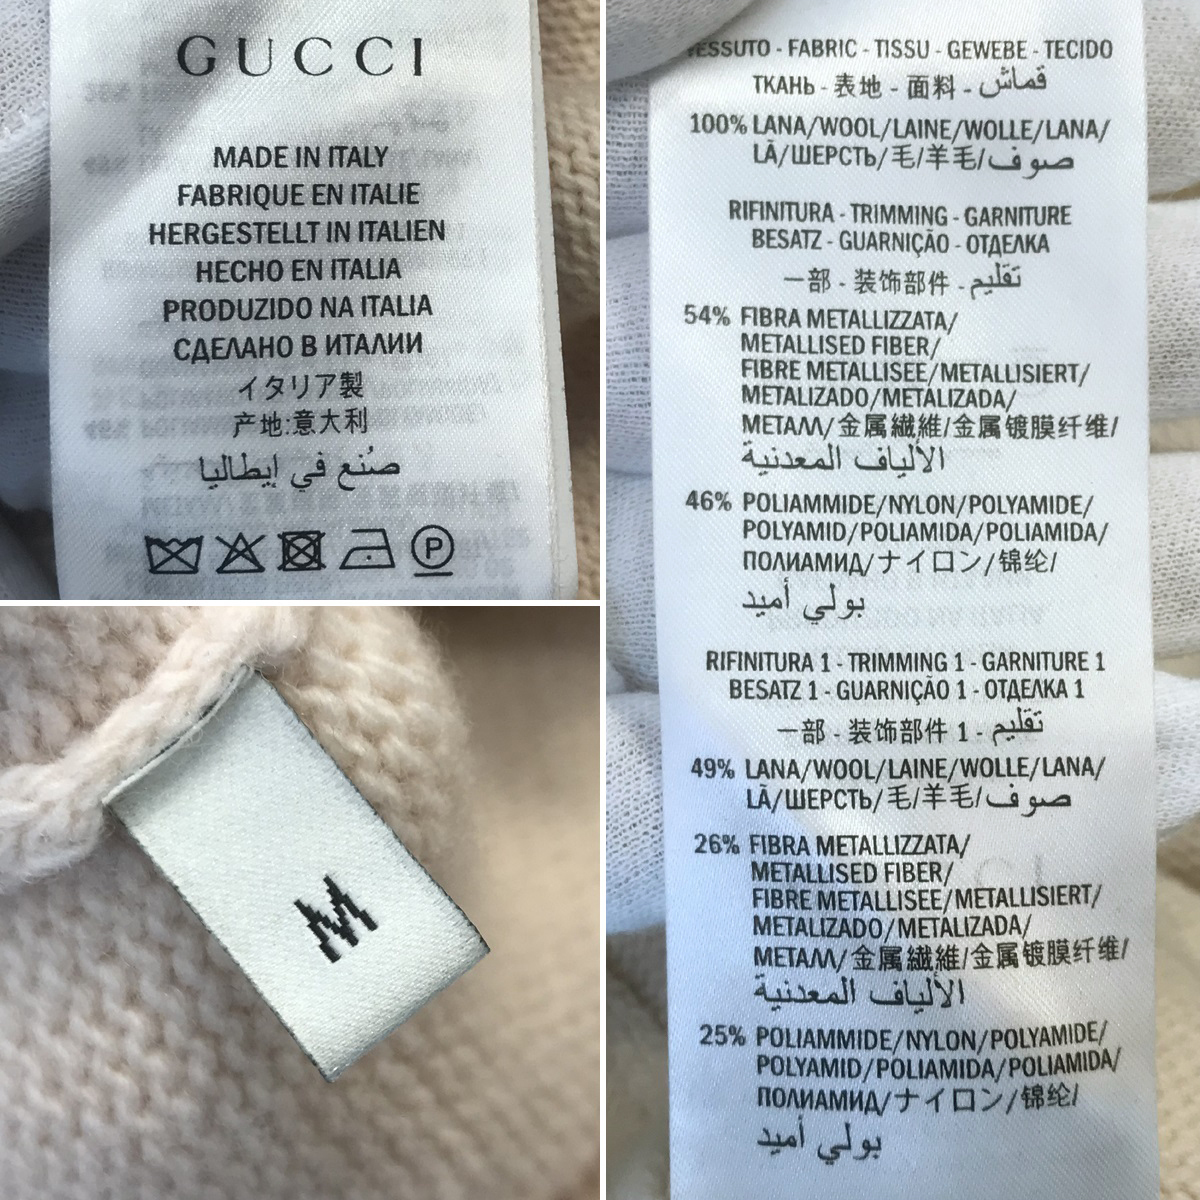 GUCCI
MADE IN ITALY
FABRIQUE EN ITALIE
HERGESTELLT IN ITALIEN
HECHO EN ITALIA
PRODUZIDO NA ITALIA
СДЕЛАНО В ИТАЛИИ
イタリア製
产地:意大利
صُنع في إيطاليا
P
M
TESSUTO - FABRIC - TISSU - GEWEBE - TECIDO
ТКАНЬ - 表地 - 面料 - قماش
100% LANA/WOOL/LAINE/WOLLE/LANA/
LÃ/ШЕРСТЬ/毛/羊毛/صوف
RIFINITURA - TRIMMING - GARNITURE
BESATZ - GUARNIÇÃO - ОТДЕЛКА
一部 - 装饰部件 - تقليم
54% FIBRA METALLIZZATA/
METALLISED FIBER/
FIBRE METALLISEE/METALLISIERT/
METALIZADO/METALIZADA/
МЕТАЛЛ/金属繊維/金属镀膜纤维/
الألياف المعدنية
46% POLIAMMIDE/NYLON/POLYAMIDE/
POLYAMID/POLIAMIDA/POLIAMIDA/
ПОЛИАМИД/ナイロン/锦纶/
بولي أميد
RIFINITURA 1 - TRIMMING 1 - GARNITURE 1
BESATZ 1 - GUARNIÇÃO 1 - ОТДЕЛКА 1
一部 - 装饰部件 1 - تقليم
49% LANA/WOOL/LAINE/WOLLE/LANA/
LÃ/ШЕРСТЬ/毛/羊毛/صوف
26% FIBRA METALLIZZATA/
METALLISED FIBER/
FIBRE METALLISEE/METALLISIERT/
METALIZADO/METALIZADA/
МЕТАЛЛ/金属繊維/金属镀膜纤维/
الألياف المعدنية
25% POLIAMMIDE/NYLON/POLYAMIDE/
POLYAMID/POLIAMIDA/POLIAMIDA/
ПОЛИАМИД/ナイロン/锦纶/
بولي أميد